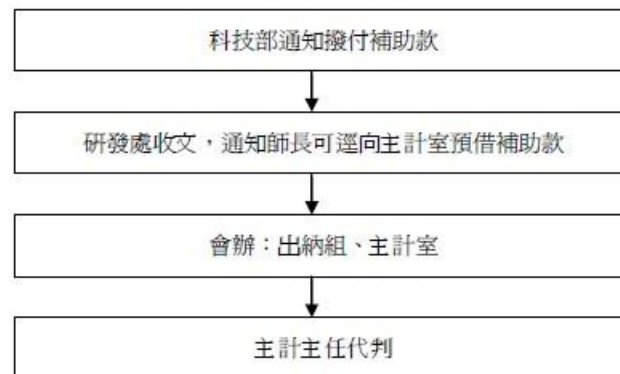 科技部通知撥付補助款
研發處收文，通知師長可逕向主計室預借補助款
會辦：出納組、主計室
主計主任代判